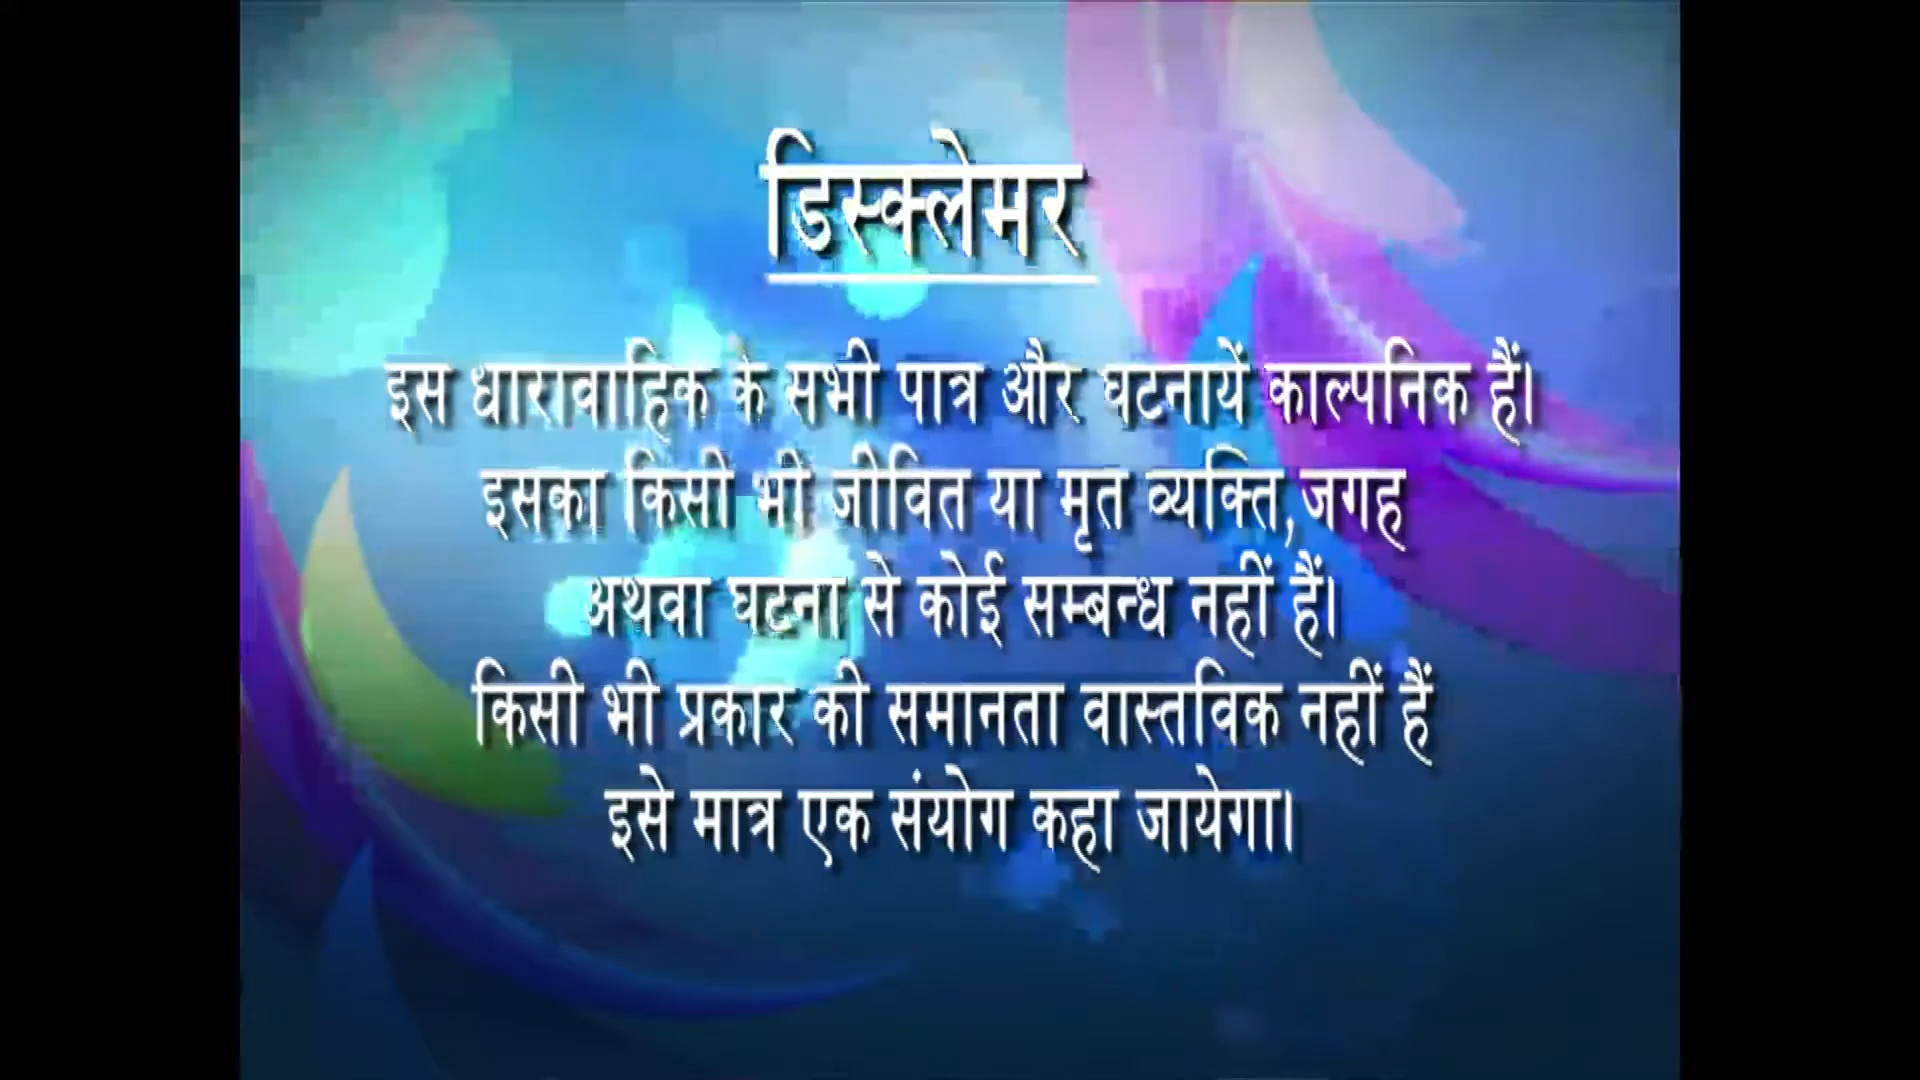 डिस्क्लेमर
इस धारावाहिक के सभी पात्र और घटनायें काल्पनिक हैं।
इसका किसी भी जीवित या मृत व्यक्ति,जगह
अथवा घटना से कोई सम्बन्ध नहीं हैं।
किसी भी प्रकार की समानता वास्तविक नहीं हैं
इसे मात्र एक संयोग कहा जायेगा।